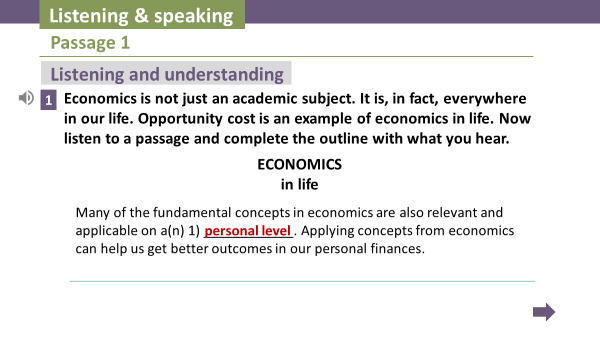 Listening & speaking
Passage 1
Listening and understanding
1 Economics is not just an academic subject. It is, in fact, everywhere
in our life. Opportunity cost is an example of economics in life. Now
listen to a passage and complete the outline with what you hear.
ECONOMICS
in life
Many of the fundamental concepts in economics are also relevant and
applicable on a(n) 1) personal level . Applying concepts from economics
can help us get better outcomes in our personal finances.